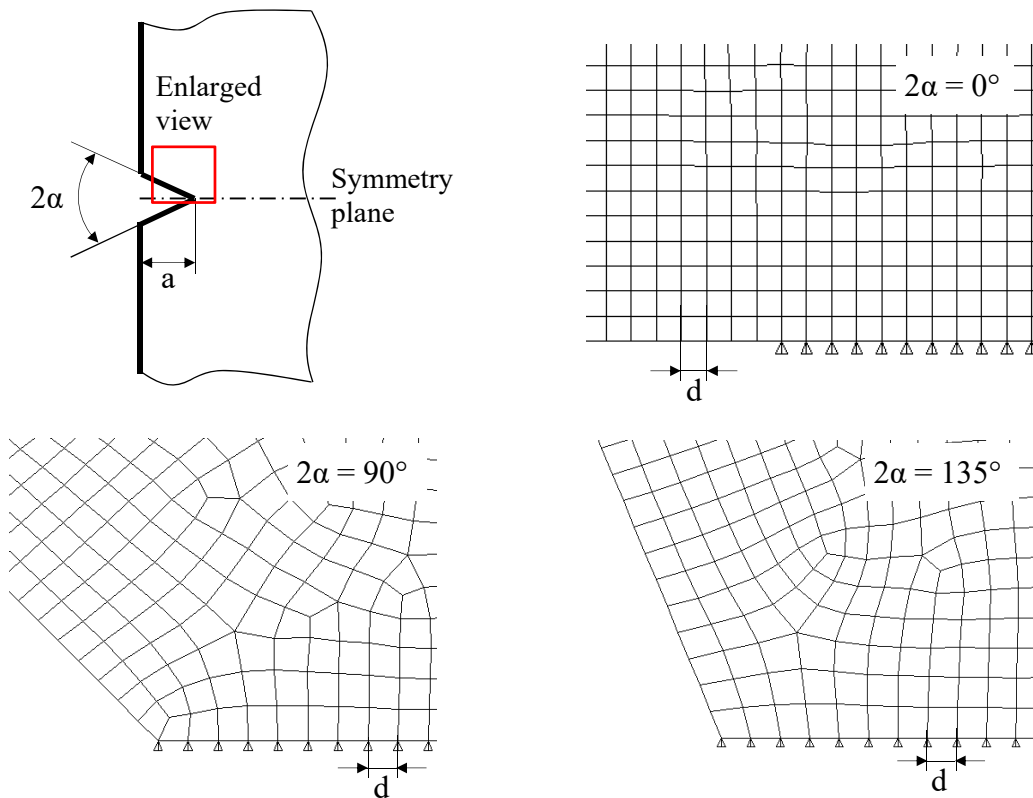 Enlarged
view
2α
Symmetry
plane
a
2α = 0°
d
2α = 90°
d
2α = 135°
d